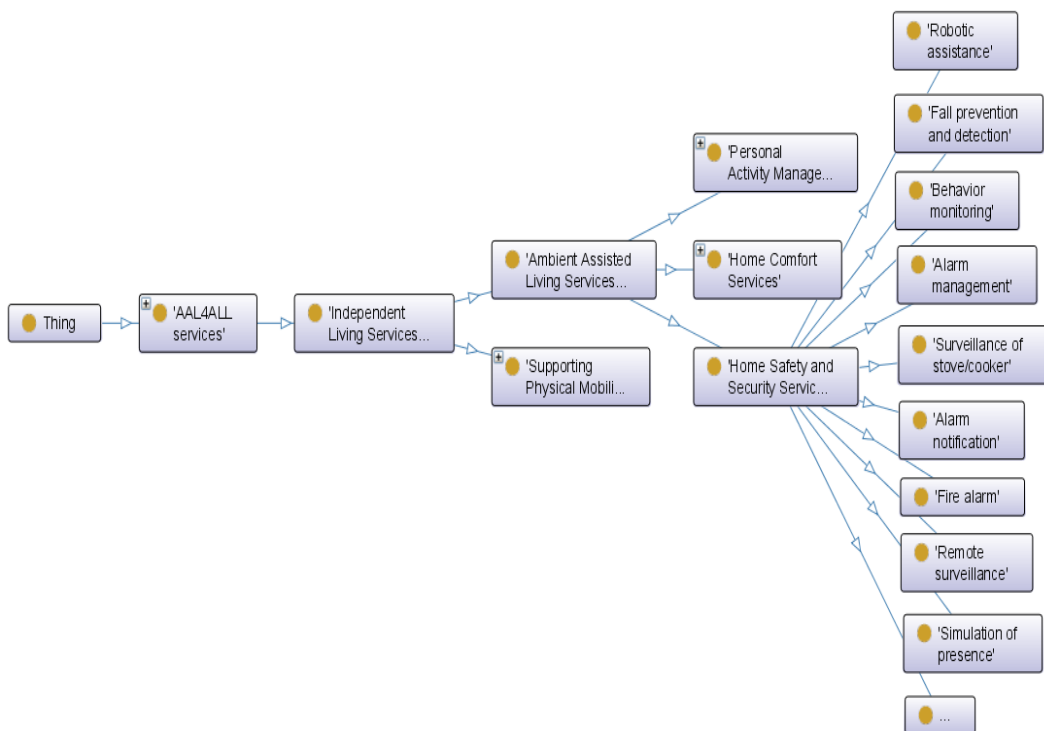 Thing
'AAL4ALL
services'
'Independent
Living Services...
'Ambient Assisted
Living Services...
'Supporting
Physical Mobili...
'Personal
Activity Manage...
'Home Comfort
Services'
'Home Safety and
Security Servic...
'Robotic
assistance'
'Fall prevention
and detection'
'Behavior
monitoring'
'Alarm
management'
'Surveillance of
stove/cooker'
'Alarm
notification'
'Fire alarm'
'Remote
surveillance'
'Simulation of
presence'
...